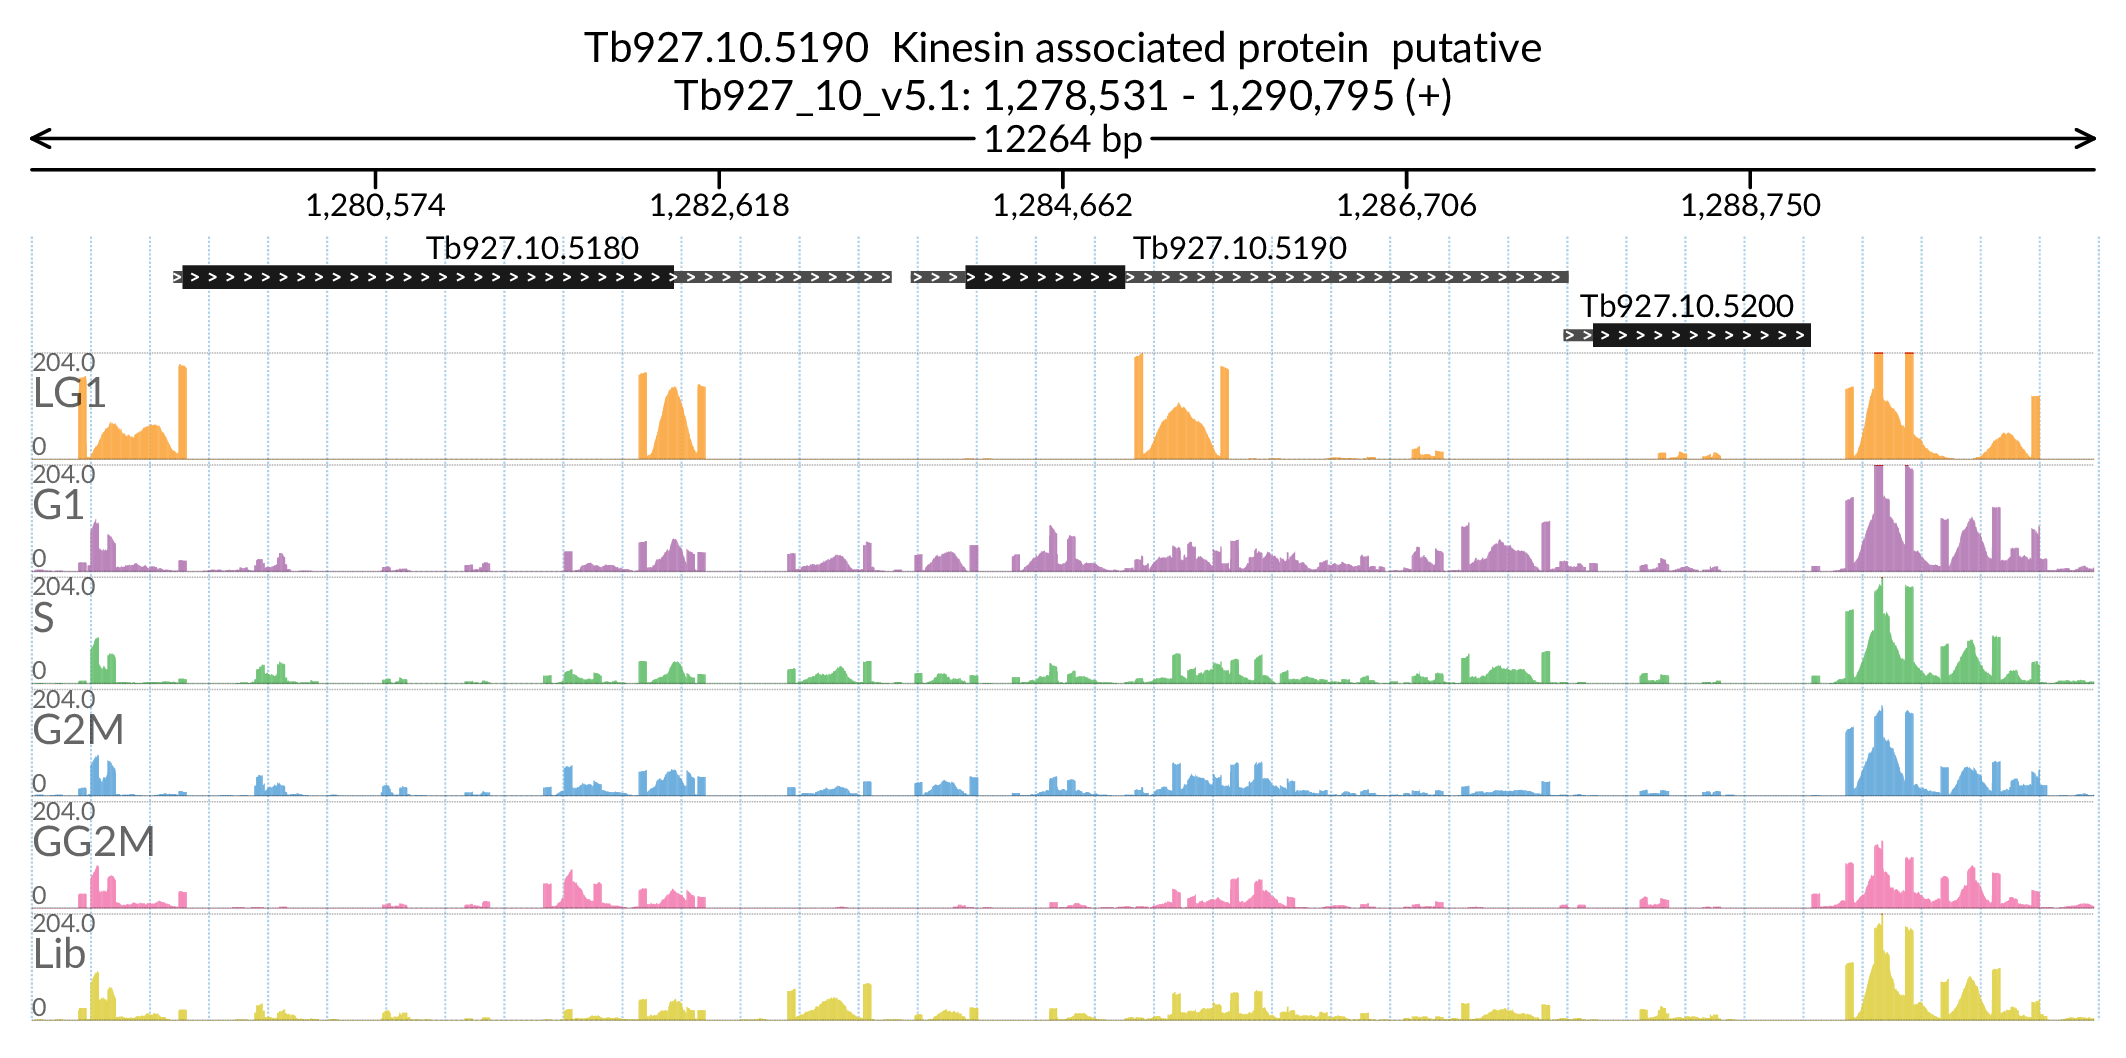 Tb927.10.5190 Kinesin associated protein putative
Tb927_10_v5.1: 1,278,531 - 1,290,795 (+)
12264 bp
1,280,574 1,282,618 1,284,662 1,286,706 1,288,750
Tb927.10.5180 Tb927.10.5190
Tb927.10.5200
204.0
LG1
0
204.0
G1
0
204.0
S
0
204.0
G2M
0
204.0
GG2M
0
204.0
Lib
0